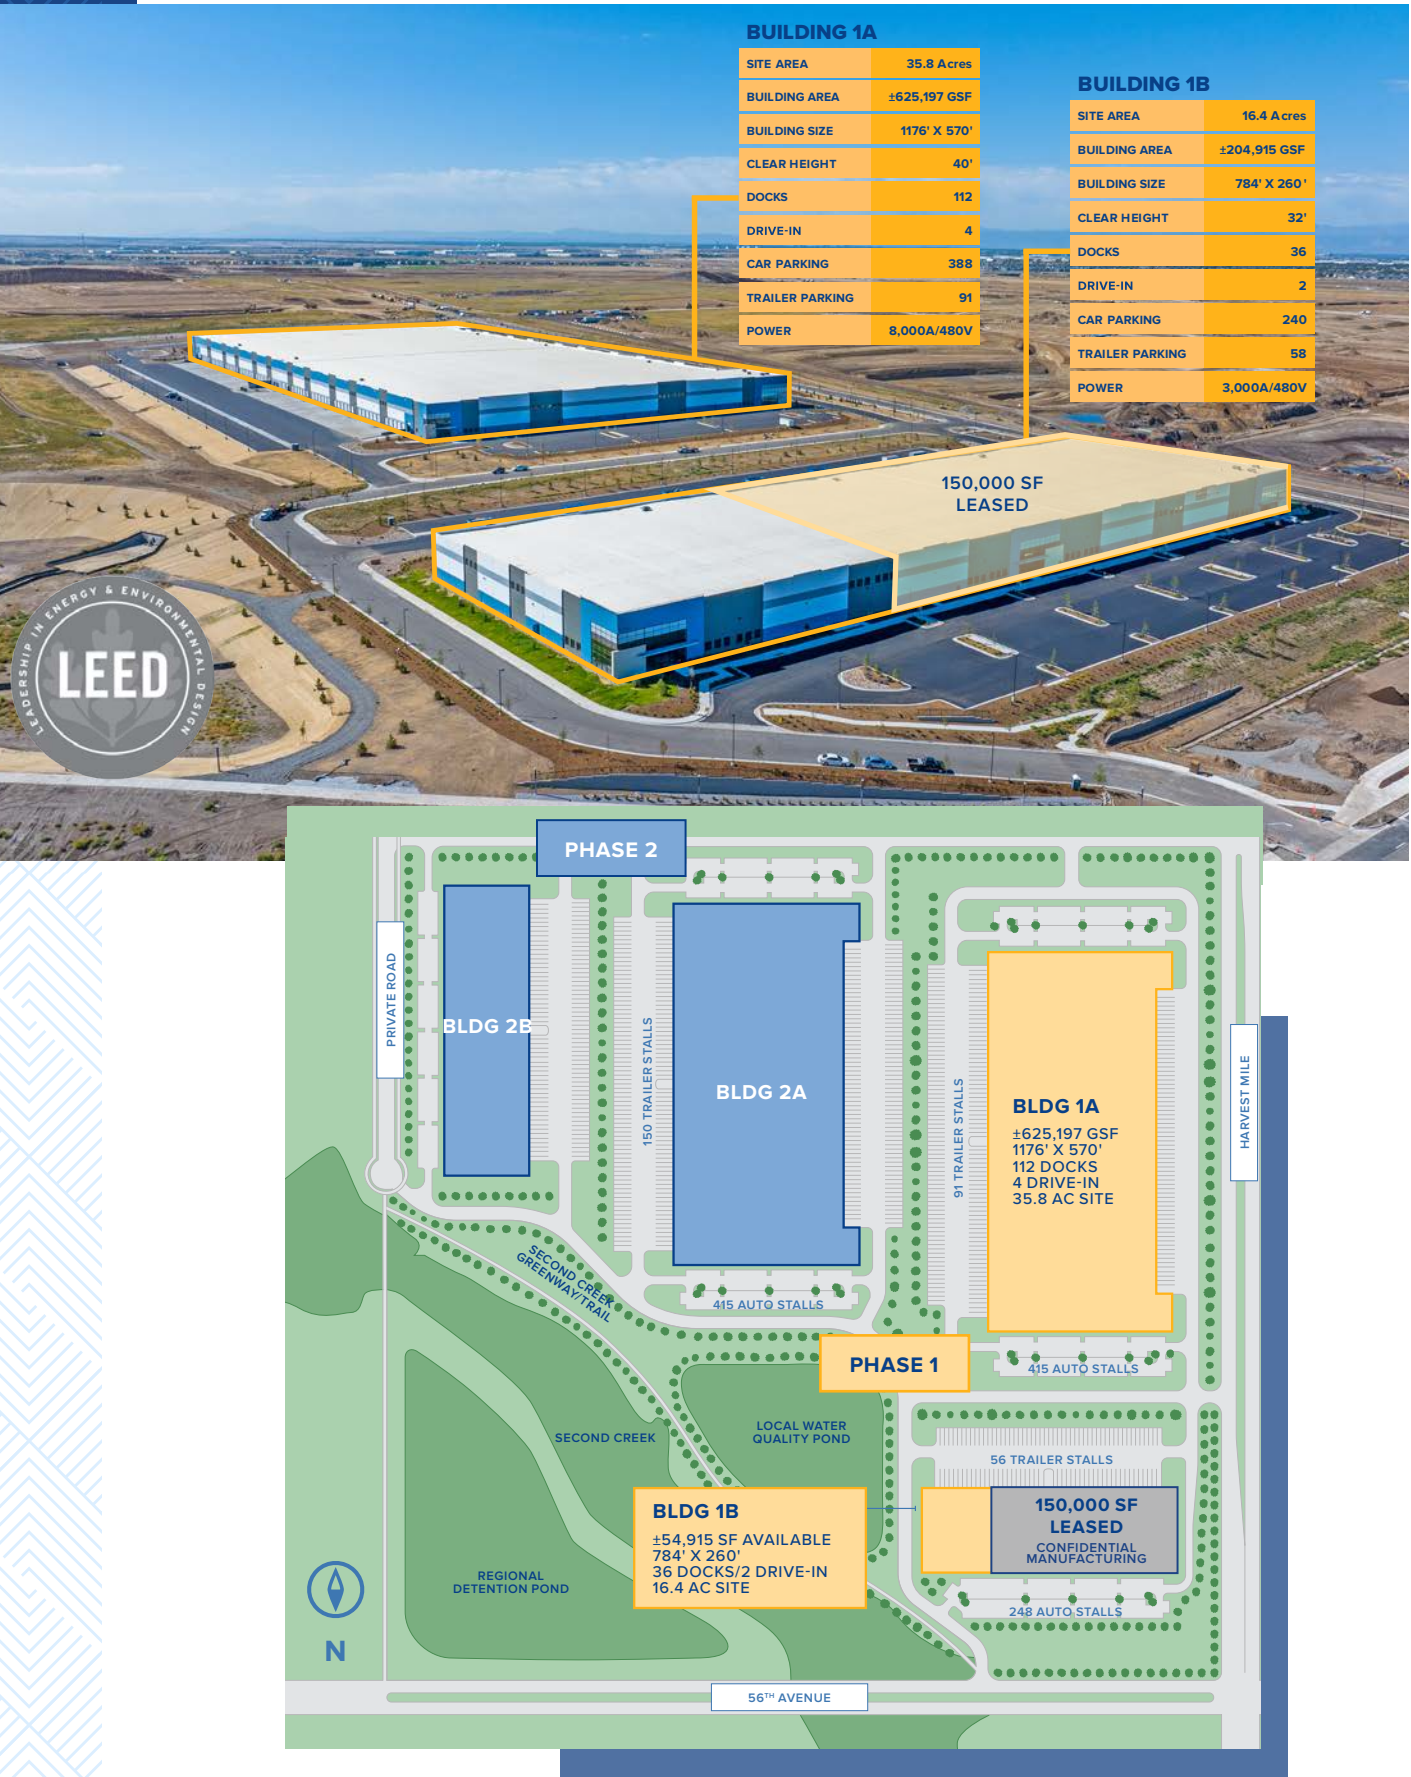 BUILDING 1A
SITE AREA 35.8 Acres
BUILDING AREA ±625,197 GSF
BUILDING SIZE 1176' X 570'
CLEAR HEIGHT 40'
DOCKS 112
DRIVE-IN 4
CAR PARKING 388
TRAILER PARKING 91
POWER 8,000A/480V
BUILDING 1B
SITE AREA 16.4 Acres
BUILDING AREA ±204,915 GSF
BUILDING SIZE 784' X 260'
CLEAR HEIGHT 32'
DOCKS 36
DRIVE-IN 2
CAR PARKING 240
TRAILER PARKING 58
POWER 3,000A/480V
150,000 SF
LEASED
LEADERSHIP IN ENERGY & ENVIRONMENTAL DESIGN
LEED
PHASE 2
PRIVATE ROAD
BLDG 2B
150 TRAILER STALLS
BLDG 2A
91 TRAILER STALLS
BLDG 1A
±625,197 GSF
1176' X 570'
112 DOCKS
4 DRIVE-IN
35.8 AC SITE
HARVEST MILE
SECOND CREEK
GREENWAY/TRAIL
415 AUTO STALLS
PHASE 1
415 AUTO STALLS
SECOND CREEK
LOCAL WATER
QUALITY POND
56 TRAILER STALLS
BLDG 1B
±54,915 SF AVAILABLE
784' X 260'
36 DOCKS/2 DRIVE-IN
16.4 AC SITE
150,000 SF
LEASED
CONFIDENTIAL
MANUFACTURING
REGIONAL
DETENTION POND
248 AUTO STALLS
N
56TH AVENUE